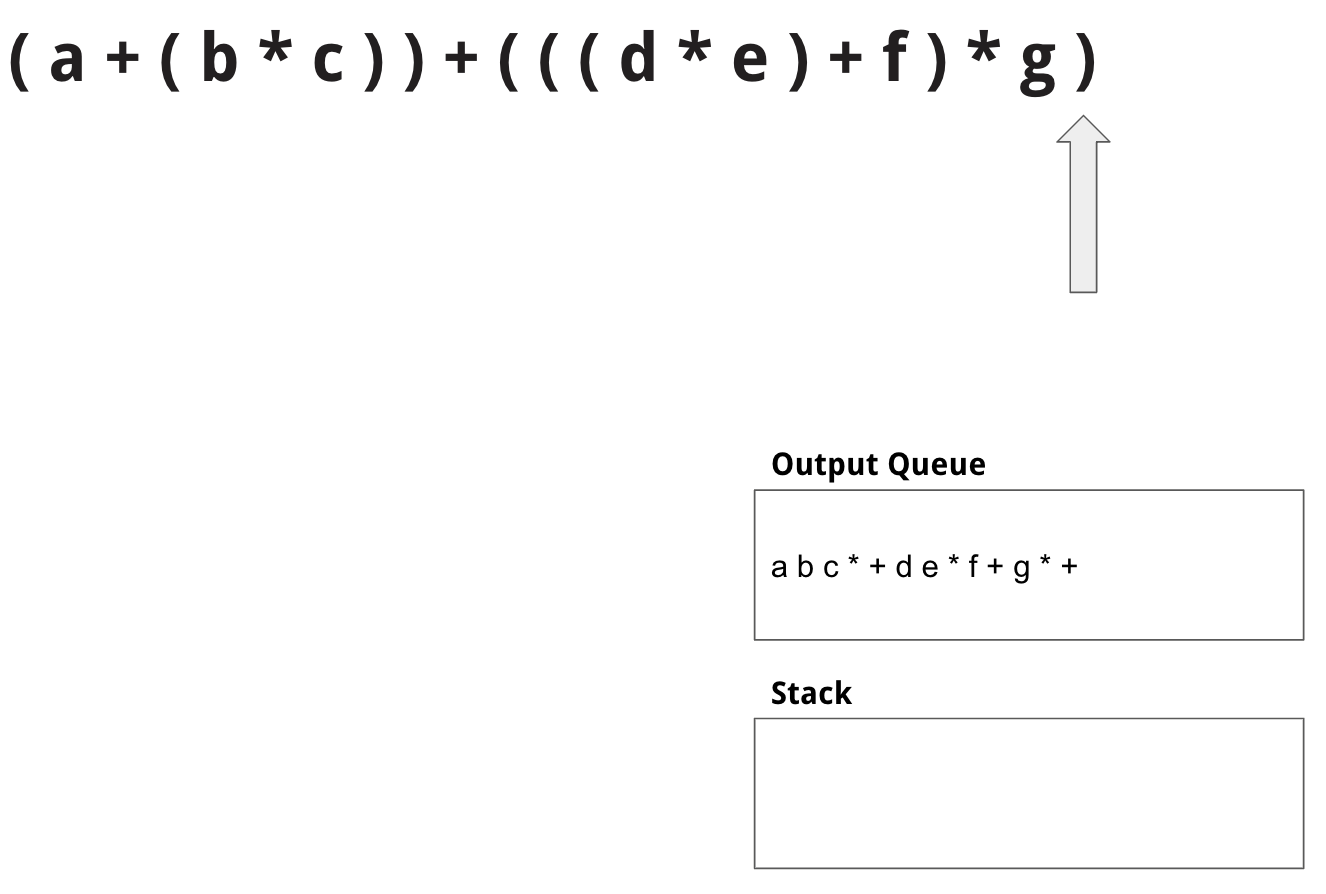 ( a + ( b * c ) ) + ( ( ( d * e ) + f ) * g )
Output Queue
a b c * + d e * f + g * +
Stack